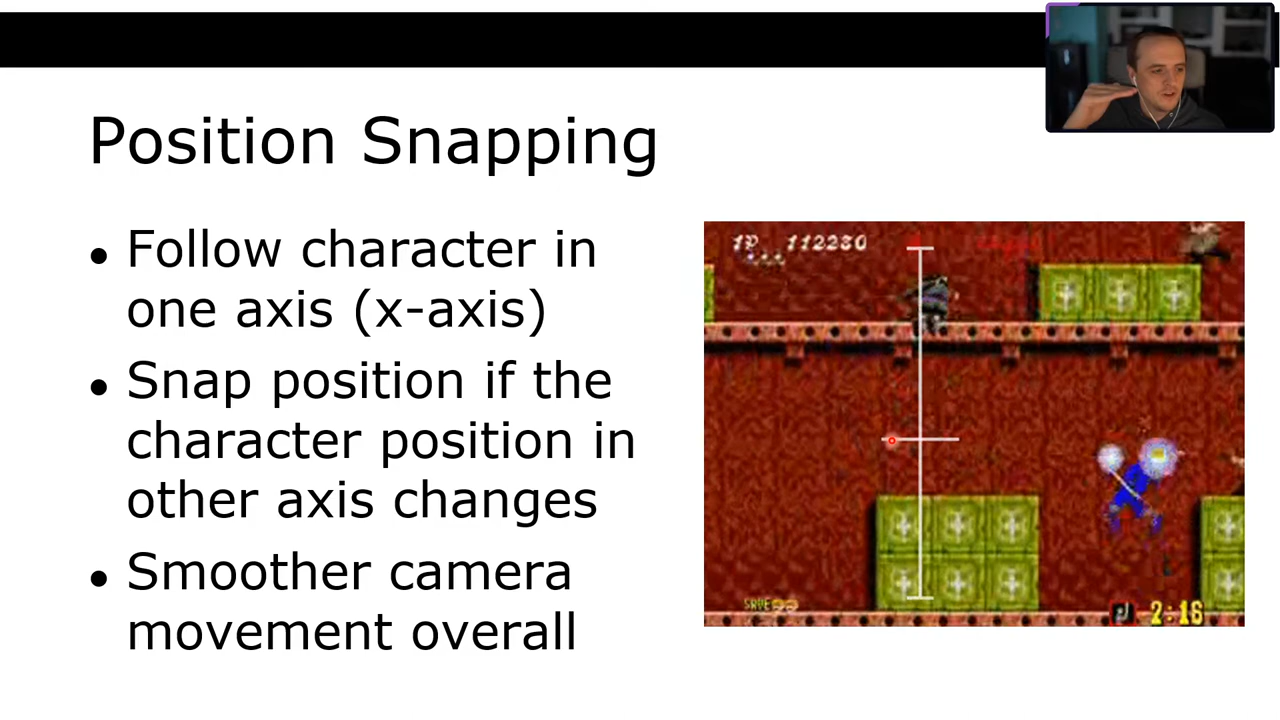 Position Snapping
• Follow character in
one axis (x-axis)
• Snap position if the
character position in
other axis changes
• Smoother camera
movement overall
1P 112280
2:16